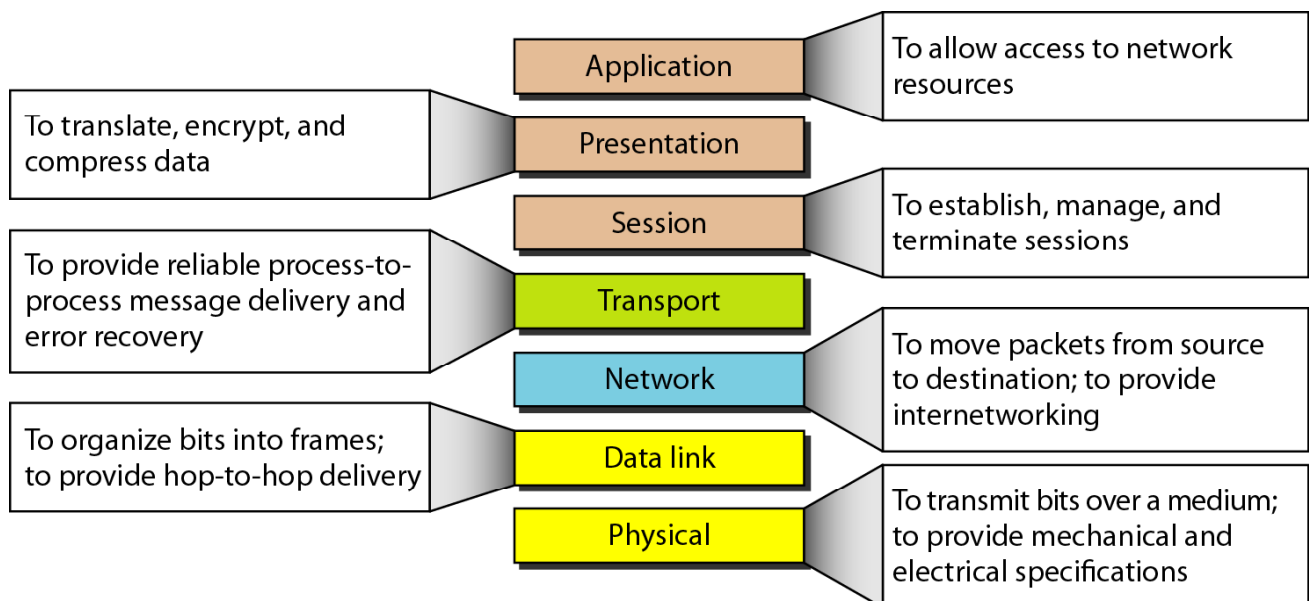 Application
To allow access to network
resources
To translate, encrypt, and
compress data
Presentation
Session
To establish, manage, and
terminate sessions
To provide reliable process-to-
process message delivery and
error recovery
Transport
Network
To move packets from source
to destination; to provide
internetworking
To organize bits into frames;
to provide hop-to-hop delivery
Data link
Physical
To transmit bits over a medium;
to provide mechanical and
electrical specifications